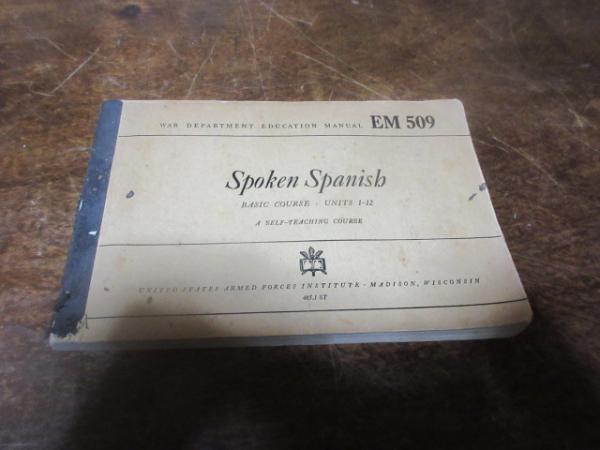 WAR DEPARTMENT EDUCATION MANUAL EM 509
Spoken Spanish
BASIC COURSE · UNITS 1-12
A SELF-TEACHING COURSE
UNITED STATES ARMED FORCES INSTITUTE · MADISON, WISCONSIN